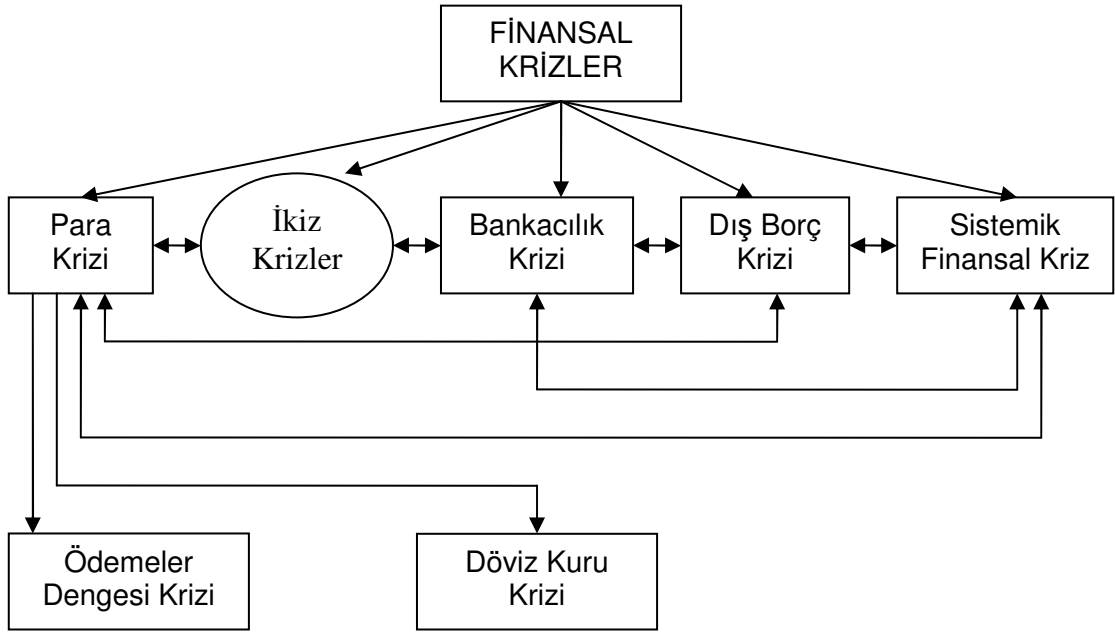 FİNANSAL
KRİZLER
Para
Krizi
İkiz
Krizler
Bankacılık
Krizi
Dış Borç
Krizi
Sistemik
Finansal Kriz
Ödemeler
Dengesi Krizi
Döviz Kuru
Krizi